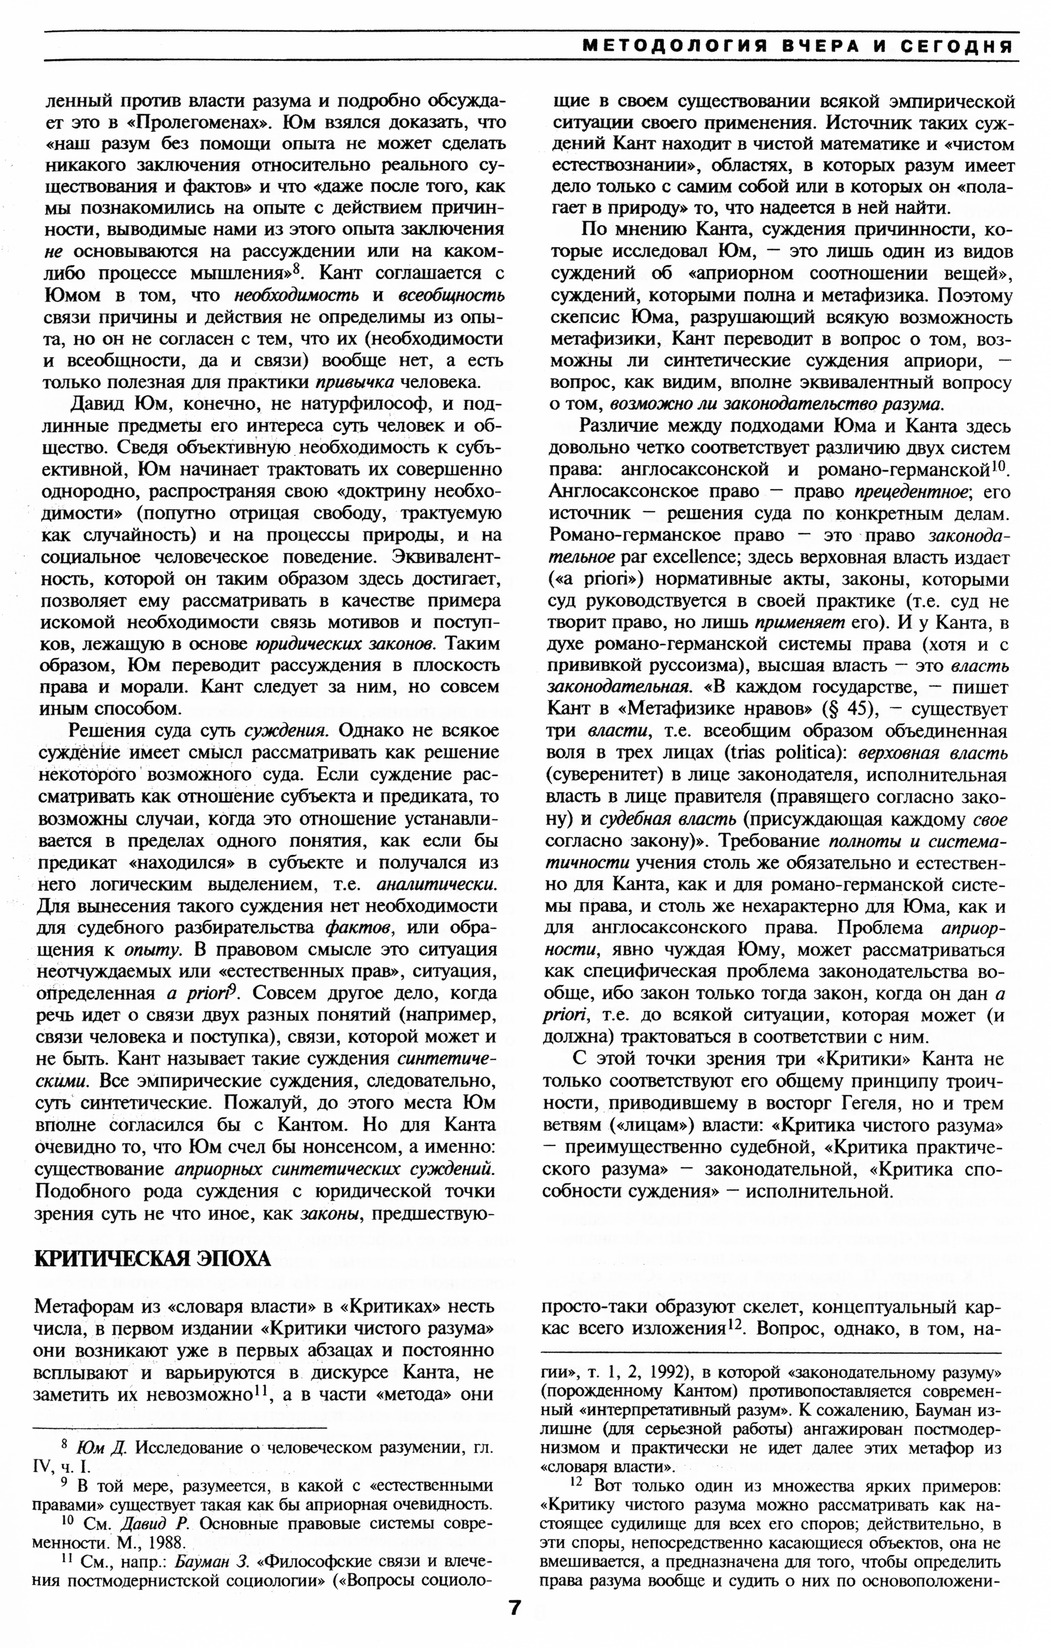 МЕТОДОЛОГИЯ ВЧЕРА И СЕГОДНЯ
ленный против власти разума и подробно обсужда-
ет это в «Пролегоменах». Юм взялся доказать, что
«наш разум без помощи опыта не может сделать
никакого заключения относительно реального су-
ществования и фактов» и что «даже после того, как
мы познакомились на опыте с действием причин-
ности, выводимые нами из этого опыта заключения
не основываются на рассуждении или на каком-
либо процессе мышления»⁸. Кант соглашается с
Юмом в том, что необходимость и всеобщность
связи причины и действия не определимы из опы-
та, но он не согласен с тем, что их (необходимости
и всеобщности, да и связи) вообще нет, а есть
только полезная для практики привычка человека.
Давид Юм, конечно, не натурфилософ, и под-
линные предметы его интереса суть человек и об-
щество. Сведя объективную необходимость к субъ-
ективной, Юм начинает трактовать их совершенно
однородно, распространяя свою «доктрину необхо-
димости» (попутно отрицая свободу, трактуемую
как случайность) и на процессы природы, и на
социальное человеческое поведение. Эквивалент-
ность, которой он таким образом здесь достигает,
позволяет ему рассматривать в качестве примера
искомой необходимости связь мотивов и поступ-
ков, лежащую в основе юридических законов. Таким
образом, Юм переводит рассуждения в плоскость
права и морали. Кант следует за ним, но совсем
иным способом.
Решения суда суть суждения. Однако не всякое
суждение имеет смысл рассматривать как решение
некоторого возможного суда. Если суждение рас-
сматривать как отношение субъекта и предиката, то
возможны случаи, когда это отношение устанавли-
вается в пределах одного понятия, как если бы
предикат «находился» в субъекте и получался из
него логическим выделением, т.е. аналитически.
Для вынесения такого суждения нет необходимости
для судебного разбирательства фактов, или обра-
щения к опыту. В правовом смысле это ситуация
неотчуждаемых или «естественных прав», ситуация,
определенная a priori⁹. Совсем другое дело, когда
речь идет о связи двух разных понятий (например,
связи человека и поступка), связи, которой может и
не быть. Кант называет такие суждения синтетиче-
скими. Все эмпирические суждения, следовательно,
суть синтетические. Пожалуй, до этого места Юм
вполне согласился бы с Кантом. Но для Канта
очевидно то, что Юм счел бы нонсенсом, а именно:
существование априорных синтетических суждений.
Подобного рода суждения с юридической точки
зрения суть не что иное, как законы, предшествую-
щие в своем существовании всякой эмпирической
ситуации своего применения. Источник таких суж-
дений Кант находит в чистой математике и «чистом
естествознании», областях, в которых разум имеет
дело только с самим собой или в которых он «пола-
гает в природу» то, что надеется в ней найти.
По мнению Канта, суждения причинности, ко-
торые исследовал Юм, — это лишь один из видов
суждений об «априорном соотношении вещей»,
суждений, которыми полна и метафизика. Поэтому
скепсис Юма, разрушающий всякую возможность
метафизики, Кант переводит в вопрос о том, воз-
можны ли синтетические суждения априори, —
вопрос, как видим, вполне эквивалентный вопросу
о том, возможно ли законодательство разума.
Различие между подходами Юма и Канта здесь
довольно четко соответствует различию двух систем
права: англосаксонской и романо-германской¹⁰.
Англосаксонское право — право прецедентное; его
источник — решения суда по конкретным делам.
Романо-германское право — это право законода-
тельное par excellence; здесь верховная власть издает
(«a priori») нормативные акты, законы, которыми
суд руководствуется в своей практике (т.е. суд не
творит право, но лишь применяет его). И у Канта, в
духе романо-германской системы права (хотя и с
прививкой руссоизма), высшая власть — это власть
законодательная. «В каждом государстве, — пишет
Кант в «Метафизике нравов» (§ 45), — существует
три власти, т.е. всеобщим образом объединенная
воля в трех лицах (trias politica): верховная власть
(суверенитет) в лице законодателя, исполнительная
власть в лице правителя (правящего согласно зако-
ну) и судебная власть (присуждающая каждому свое
согласно закону)». Требование полноты и система-
тичности учения столь же обязательно и естествен-
но для Канта, как и для романо-германской систе-
мы права, и столь же нехарактерно для Юма, как и
для англосаксонского права. Проблема априор-
ности, явно чуждая Юму, может рассматриваться
как специфическая проблема законодательства во-
обще, ибо закон только тогда закон, когда он дан a
priori, т.е. до всякой ситуации, которая может (и
должна) трактоваться в соответствии с ним.
С этой точки зрения три «Критики» Канта не
только соответствуют его общему принципу троич-
ности, приводившему в восторг Гегеля, но и трем
ветвям («лицам») власти: «Критика чистого разума»
— преимущественно судебной, «Критика практиче-
ского разума» — законодательной, «Критика спо-
собности суждения» — исполнительной.
КРИТИЧЕСКАЯ ЭПОХА
Метафорам из «словаря власти» в «Критиках» несть
числа, в первом издании «Критики чистого разума»
они возникают уже в первых абзацах и постоянно
всплывают и варьируются в дискурсе Канта, не
заметить их невозможно¹¹, а в части «метода» они
просто-таки образуют скелет, концептуальный кар-
кас всего изложения¹². Вопрос, однако, в том, на-
⁸ Юм Д. Исследование о человеческом разумении, гл.
IV, ч. I.
⁹ В той мере, разумеется, в какой с «естественными
правами» существует такая как бы априорная очевидность.
¹⁰ См. Давид Р. Основные правовые системы совре-
менности. М., 1988.
¹¹ См., напр.: Бауман З. «Философские связи и влече-
ния постмодернистской социологии» («Вопросы социоло-
гии», т. 1, 2, 1992), в которой «законодательному разуму»
(порожденному Кантом) противопоставляется современ-
ный «интерпретативный разум». К сожалению, Бауман из-
лишне (для серьезной работы) ангажирован постмодер-
низмом и практически не идет далее этих метафор из
«словаря власти».
¹² Вот только один из множества ярких примеров:
«Критику чистого разума можно рассматривать как на-
стоящее судилище для всех его споров; действительно, в
эти споры, непосредственно касающиеся объектов, она не
вмешивается, а предназначена для того, чтобы определить
права разума вообще и судить о них по основоположени-
7